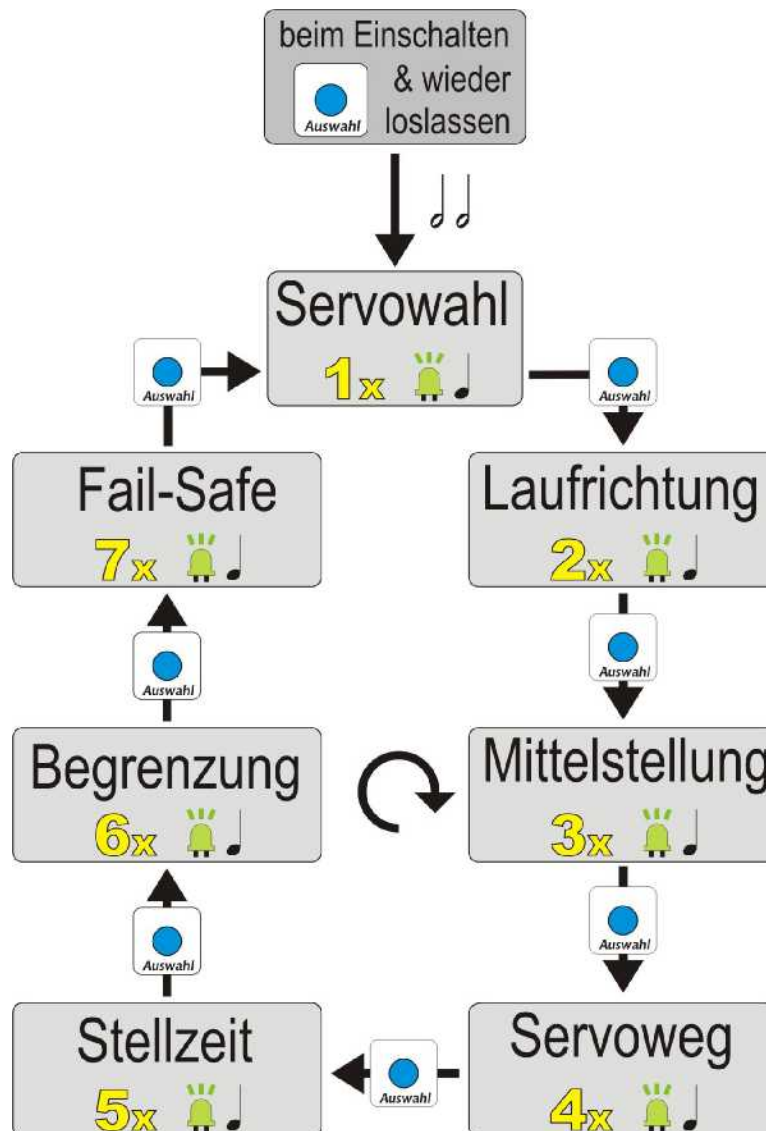 beim Einschalten
Auswahl
& wieder
loslassen
Servowahl
1x
Auswahl
Auswahl
Fail-Safe
7x
Laufrichtung
2x
Auswahl
Auswahl
Begrenzung
6x
Mittelstellung
3x
Auswahl
Auswahl
Stellzeit
5x
Auswahl
Servoweg
4x